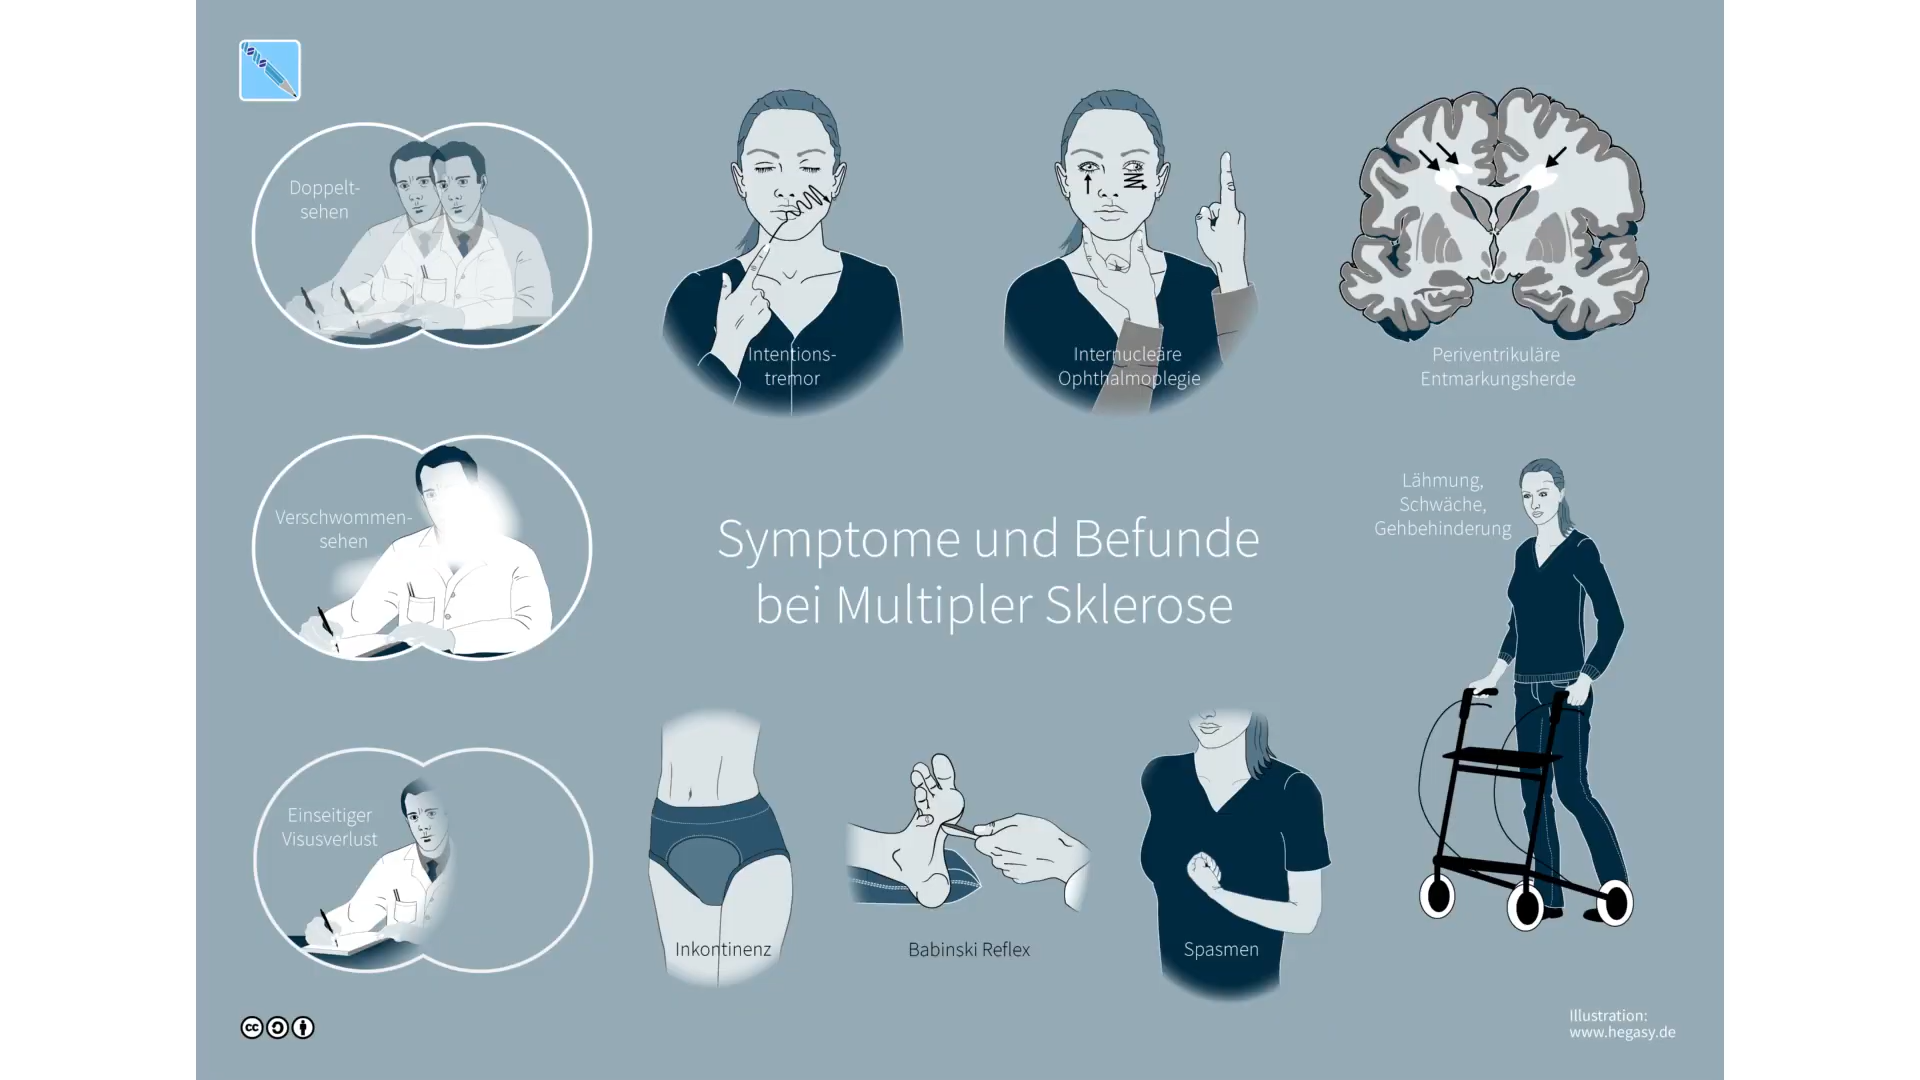 Doppelt-
sehen
Intentions-
tremor
Internucleäre
Ophthalmoplegie
Periventrikuläre
Entmarkungsherde
Verschwommen-
sehen
Symptome und Befunde
bei Multipler Sklerose
Lähmung,
Schwäche,
Gehbehinderung
Einseitiger
Visusverlust
Inkontinenz
Babinski Reflex
Spasmen
cc
Illustration:
www.hegasy.de